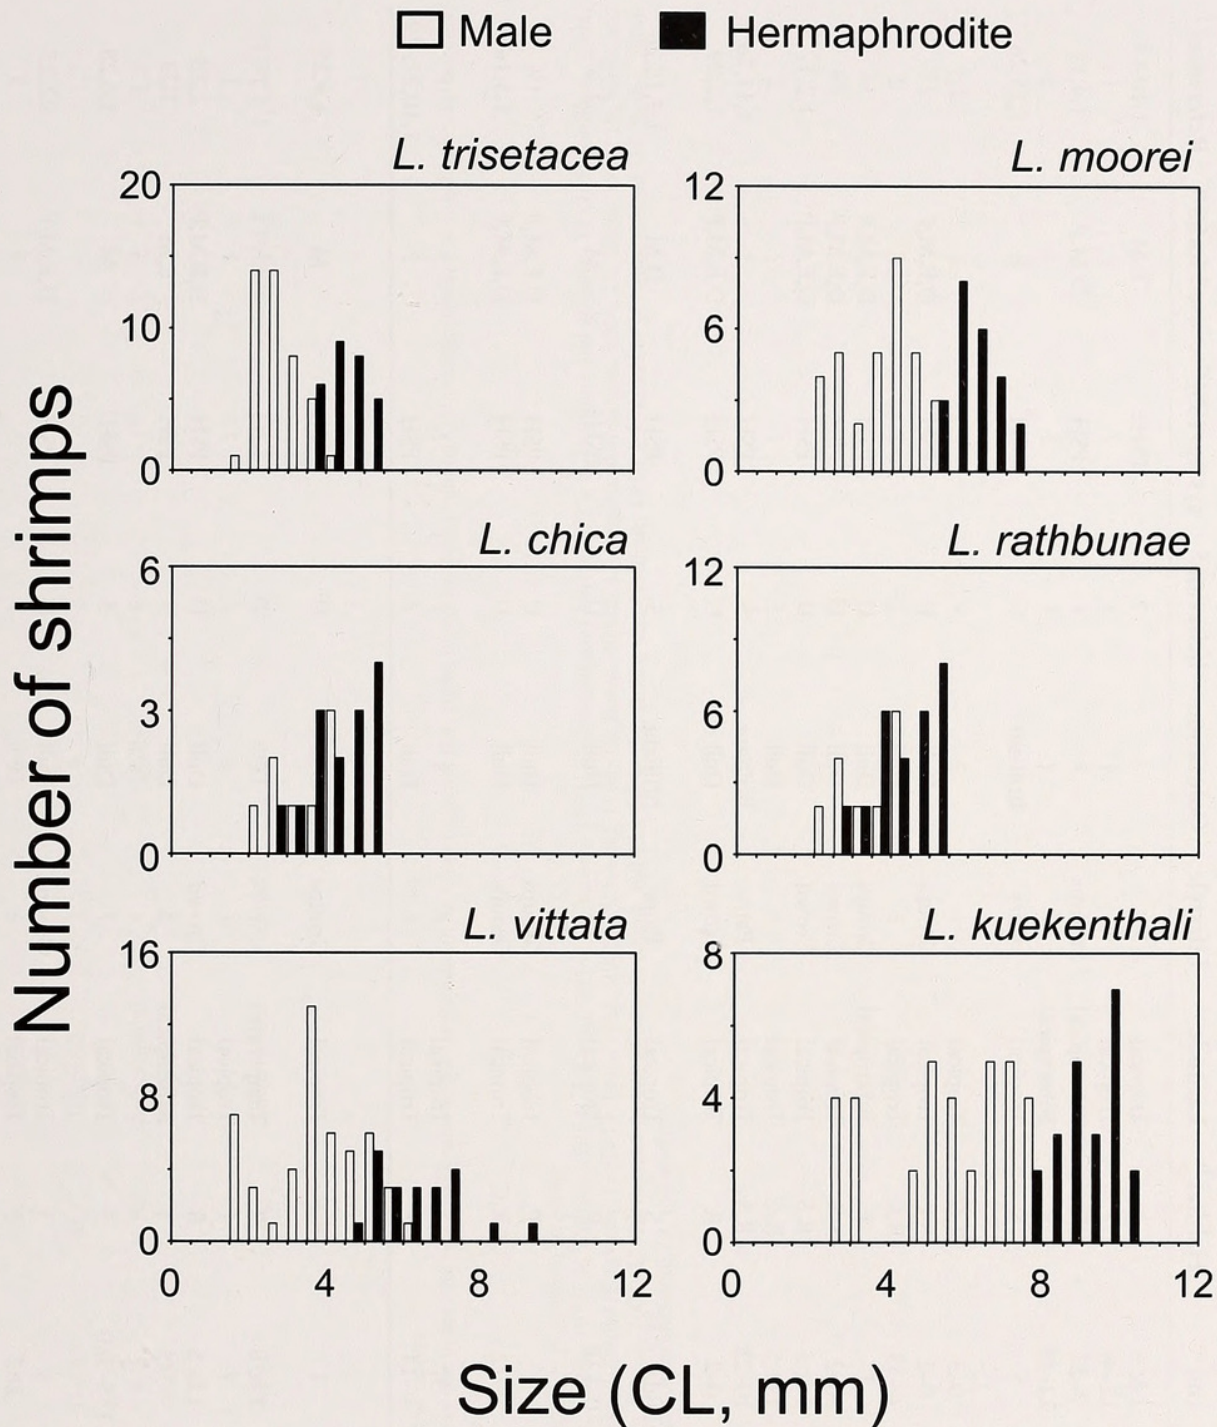 Male Hermaphrodite
L. trisetacea
20
10
0
L. moorei
12
6
0
L. chica
6
3
0
L. rathbunae
12
6
0
L. vittata
16
8
0
0 4 8 12
L. kuekenthali
8
4
0
0 4 8 12
Number of shrimps
Size (CL, mm)